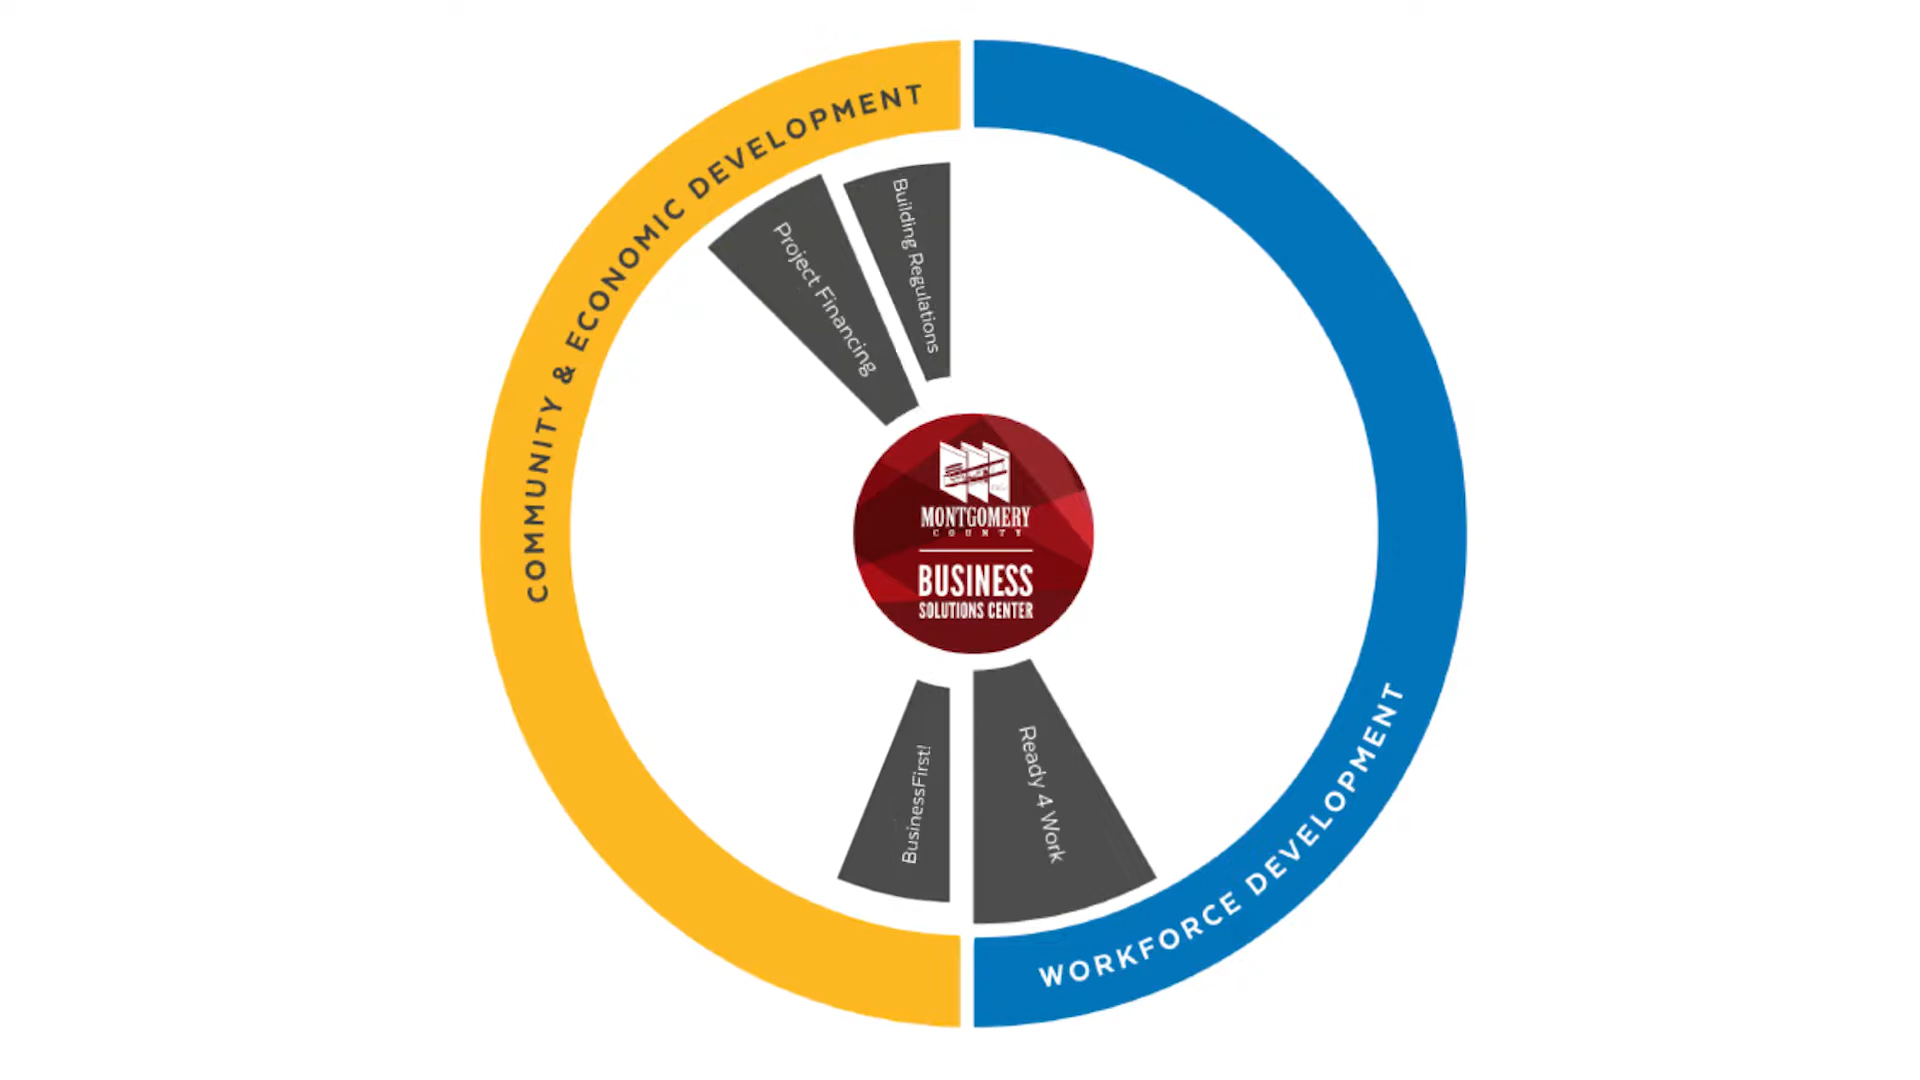 COMMUNITY & ECONOMIC DEVELOPMENT
Building Regulations
Project Financing
MONTGOMERY
COUNTY
BUSINESS
SOLUTIONS CENTER
BusinessFirst!
Ready 4 Work
WORKFORCE DEVELOPMENT